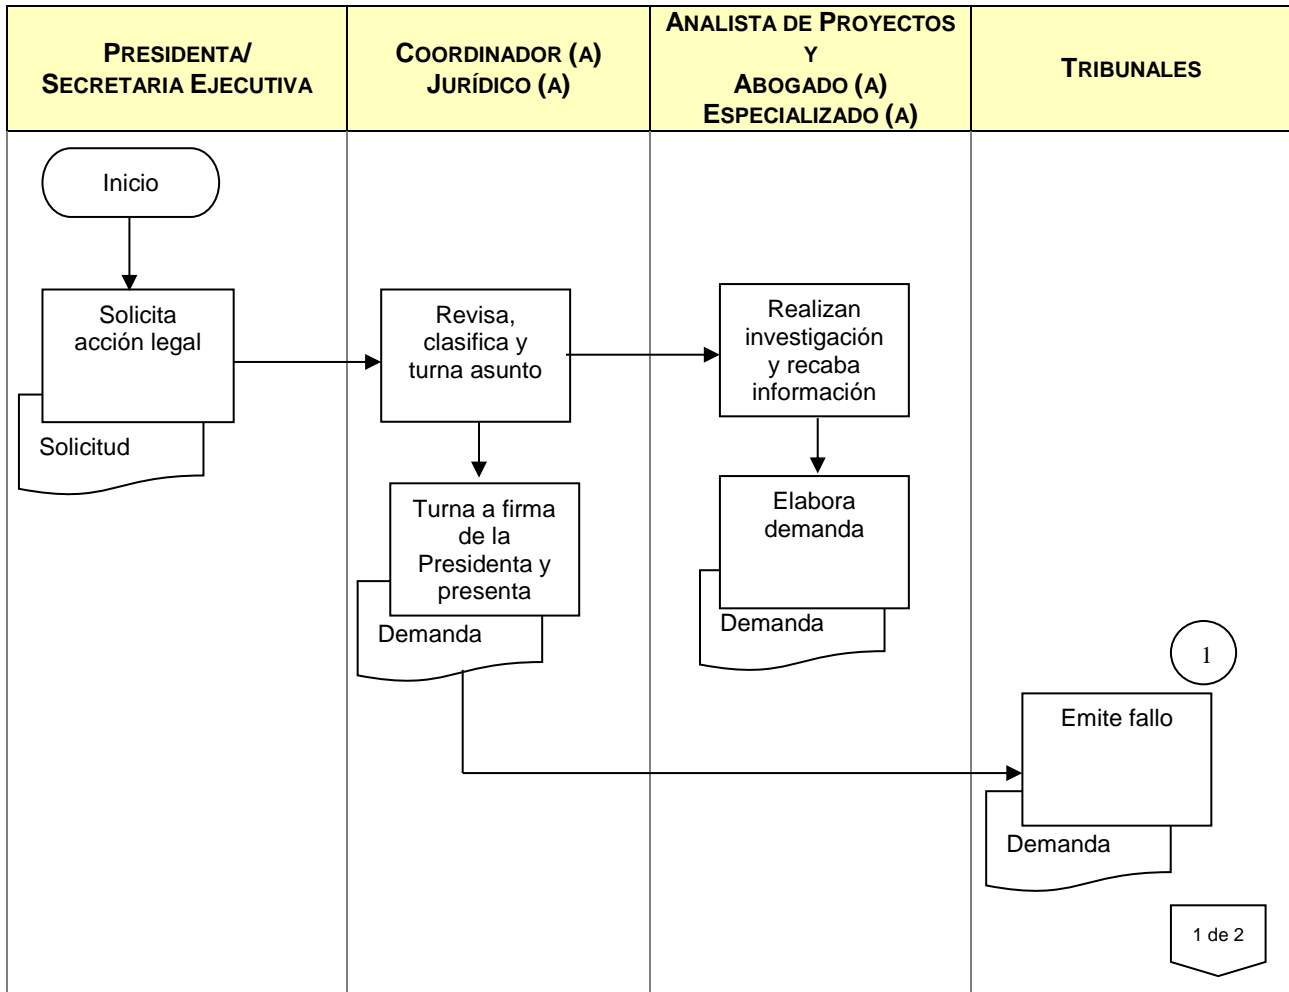 PRESIDENTA/
SECRETARIA EJECUTIVA
COORDINADOR (A)
JURÍDICO (A)
ANALISTA DE PROYECTOS
Y
ABOGADO (A)
ESPECIALIZADO (A)
TRIBUNALES
Inicio
Solicita
acción legal
Solicitud
Revisa,
clasifica y
turna asunto
Realizan
investigación
y recaba
información
Turna a firma
de la
Presidenta y
presenta
Demanda
Elabora
demanda
Demanda
1
Emite fallo
Demanda
1 de 2